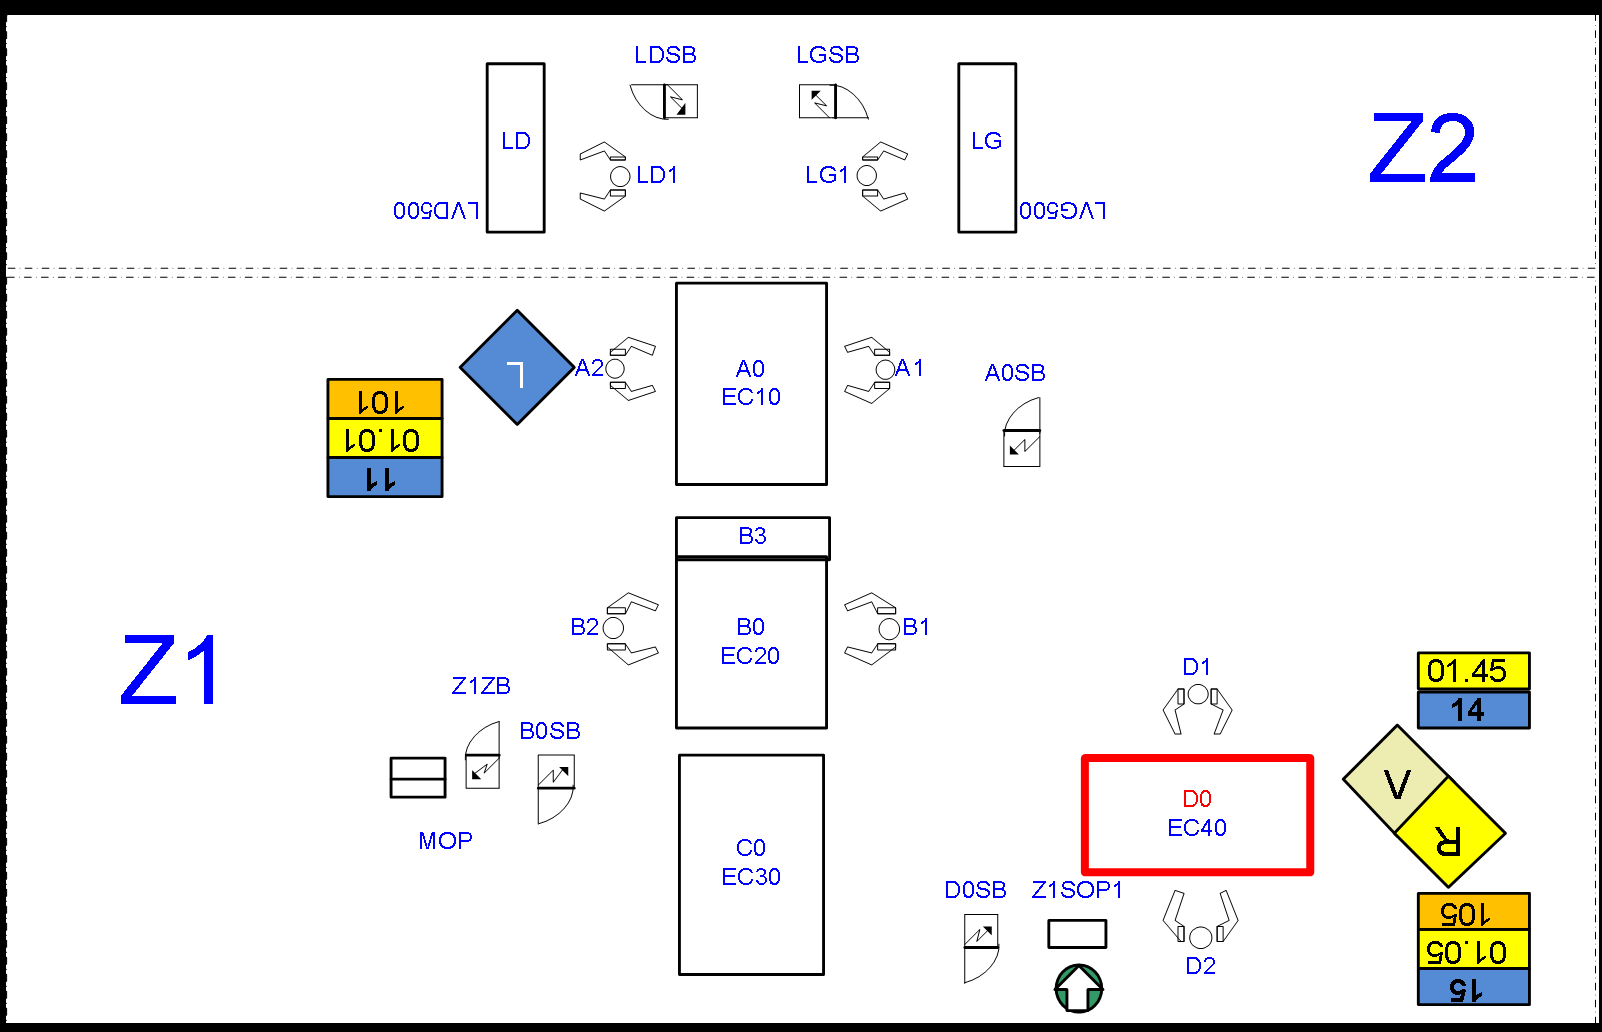 LDSB
LGSB
LD
LG
Z2
LD1
LG1
LVD500
LVG500
L
A2
A0
EC10
A1
A0SB
101
01.01
11
B3
B2
B0
EC20
B1
Z1
Z1ZB
B0SB
D1
01.45
14
MOP
C0
EC30
D0
EC40
V
R
D0SB
Z1SOP1
D2
105
01.05
15